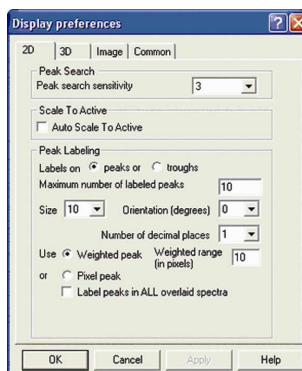 Display preferences
2D 3D Image Common
Peak Search
Peak search sensitivity 3
Scale To Active
Auto Scale To Active
Peak Labeling
Labels on peaks or troughs
Maximum number of labeled peaks 10
Size 10 Orientation (degrees) 0
Number of decimal places 1
Use Weighted peak Weighted range (in pixels) 10
or Pixel peak
Label peaks in ALL overlaid spectra
OK Cancel Apply Help